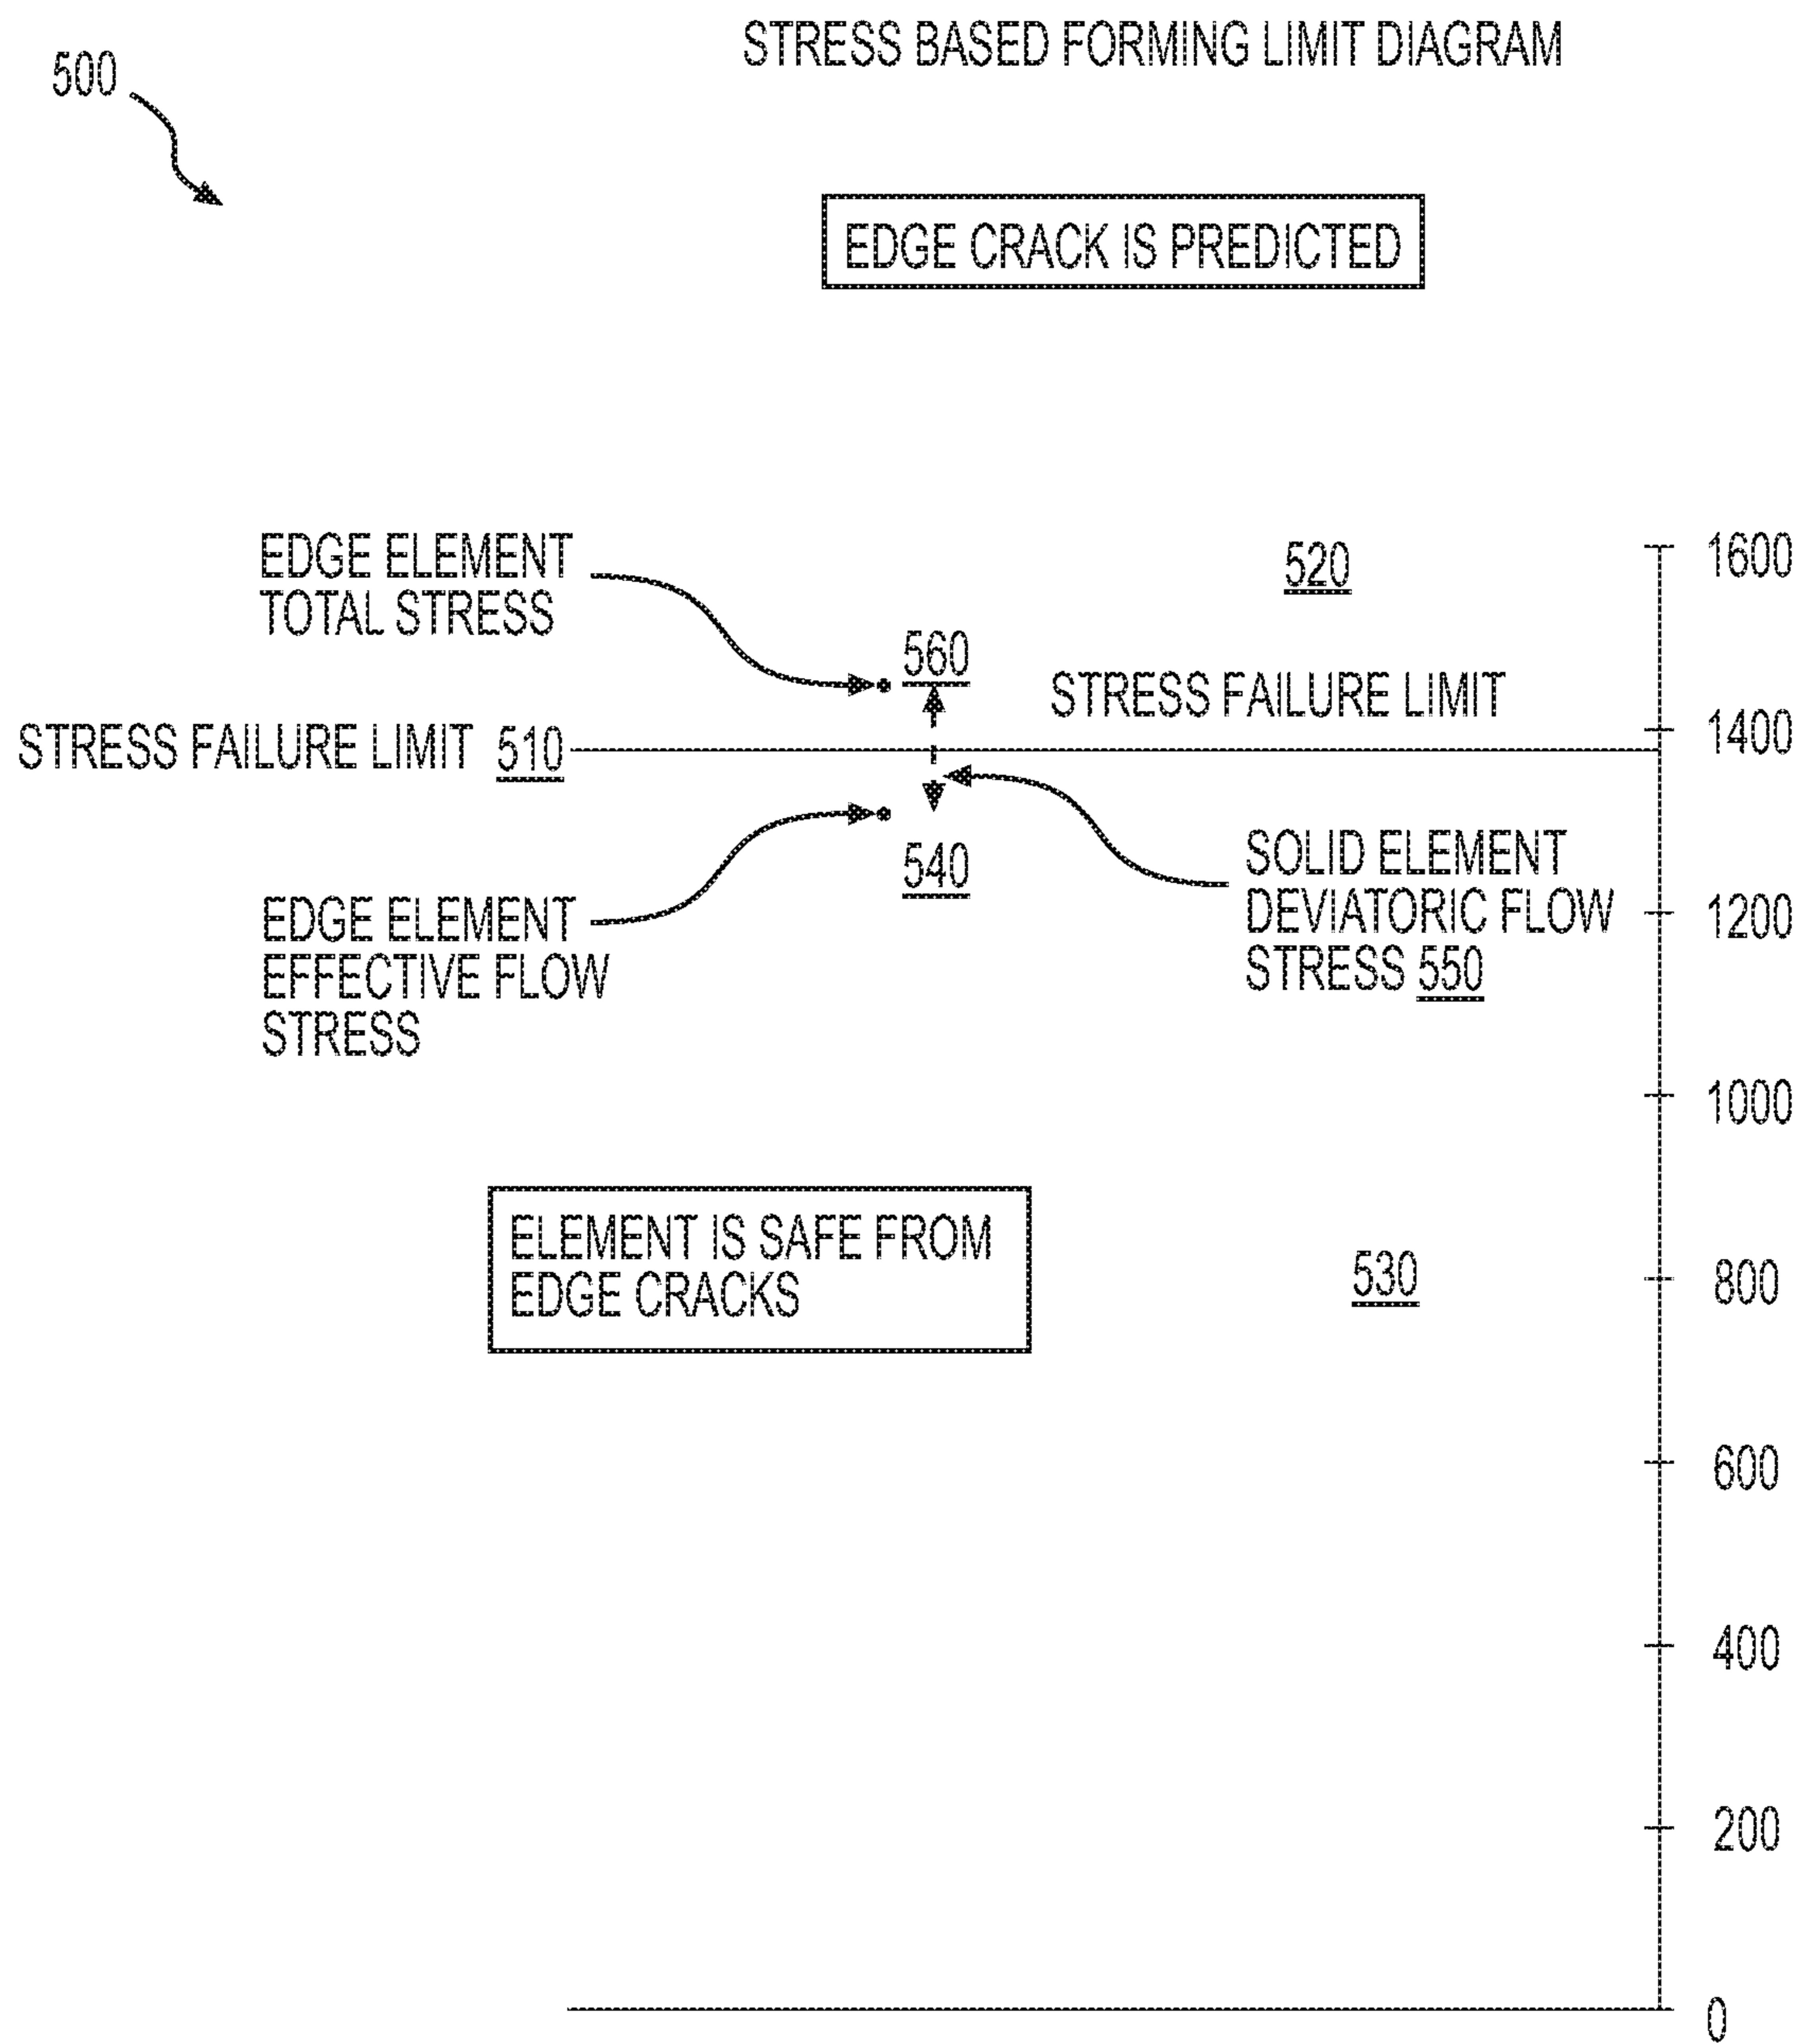 STRESS BASED FORMING LIMIT DIAGRAM
500
EDGE CRACK IS PREDICTED
EDGE ELEMENT
TOTAL STRESS
520
1600
560
STRESS FAILURE LIMIT
STRESS FAILURE LIMIT 510
1400
540
SOLID ELEMENT
DEVIATORIC FLOW
STRESS 550
EDGE ELEMENT
EFFECTIVE FLOW
STRESS
1200
1000
ELEMENT IS SAFE FROM
EDGE CRACKS
530
800
600
400
200
0